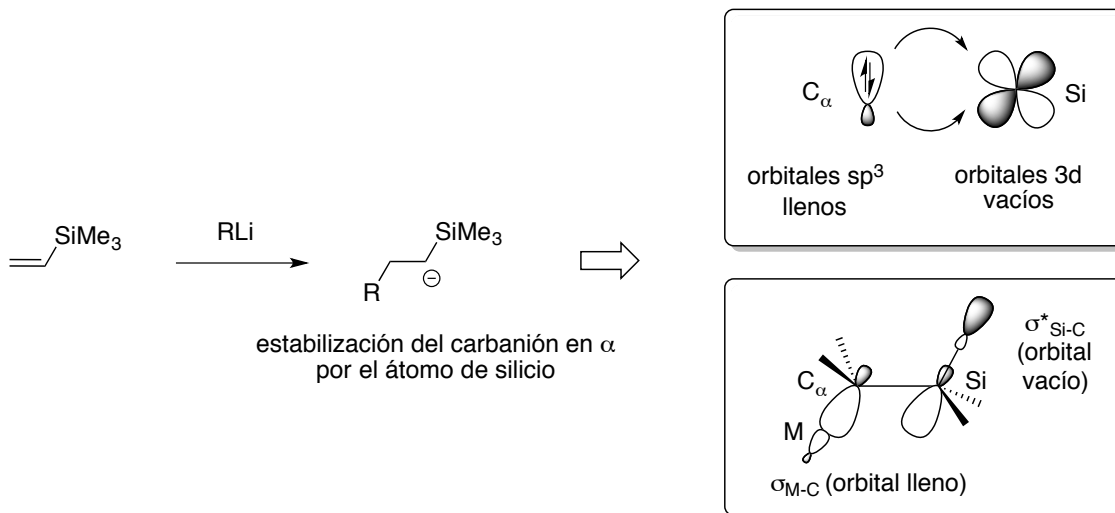 SiMe3
RLi
SiMe3
R
⊖
estabilización del carbanión en α
por el átomo de silicio
Cα
Si
orbitales sp3
llenos
orbitales 3d
vacíos
σ*Si-C
(orbital
vacío)
Cα
Si
M
σM-C (orbital lleno)